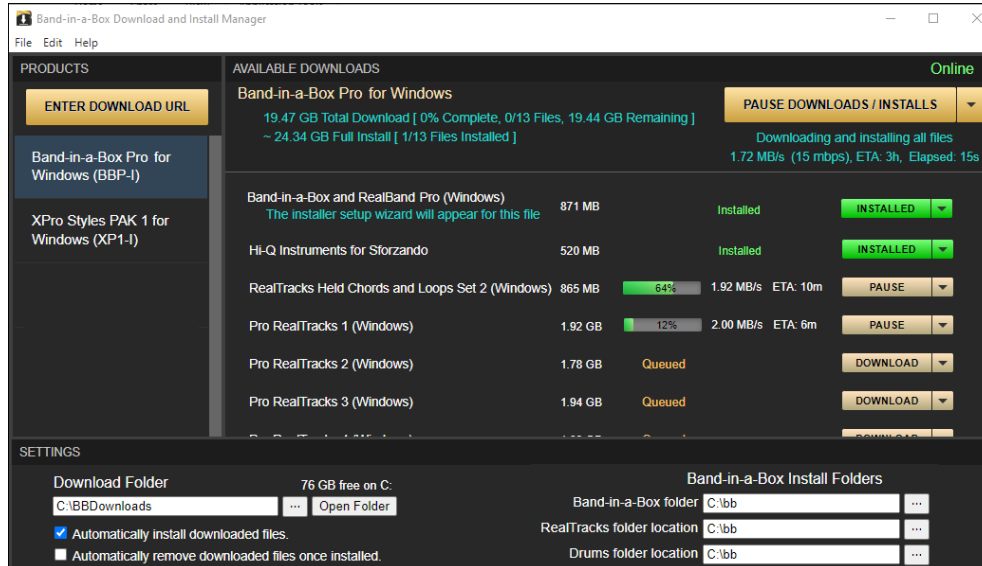 Band-in-a-Box Download and Install Manager
File Edit Help
PRODUCTS
ENTER DOWNLOAD URL
Band-in-a-Box Pro for
Windows (BBP-I)
XPro Styles PAK 1 for
Windows (XP1-I)
AVAILABLE DOWNLOADS
Online
Band-in-a-Box Pro for Windows
19.47 GB Total Download [ 0% Complete, 0/13 Files, 19.44 GB Remaining ]
~ 24.34 GB Full Install [ 1/13 Files Installed ]
PAUSE DOWNLOADS / INSTALLS
Downloading and installing all files
1.72 MB/s (15 mbps), ETA: 3h, Elapsed: 15s
Band-in-a-Box and RealBand Pro (Windows) 871 MB Installed INSTALLED
The installer setup wizard will appear for this file
Hi-Q Instruments for Sforzando 520 MB Installed INSTALLED
RealTracks Held Chords and Loops Set 2 (Windows) 865 MB 64% 1.92 MB/s ETA: 10m PAUSE
Pro RealTracks 1 (Windows) 1.92 GB 12% 2.00 MB/s ETA: 6m PAUSE
Pro RealTracks 2 (Windows) 1.78 GB Queued DOWNLOAD
Pro RealTracks 3 (Windows) 1.94 GB Queued DOWNLOAD
SETTINGS
Download Folder 76 GB free on C:
C:\BBDownloads ... Open Folder
Automatically install downloaded files.
Automatically remove downloaded files once installed.
Band-in-a-Box Install Folders
Band-in-a-Box folder C:\bb ...
RealTracks folder location C:\bb ...
Drums folder location C:\bb ...